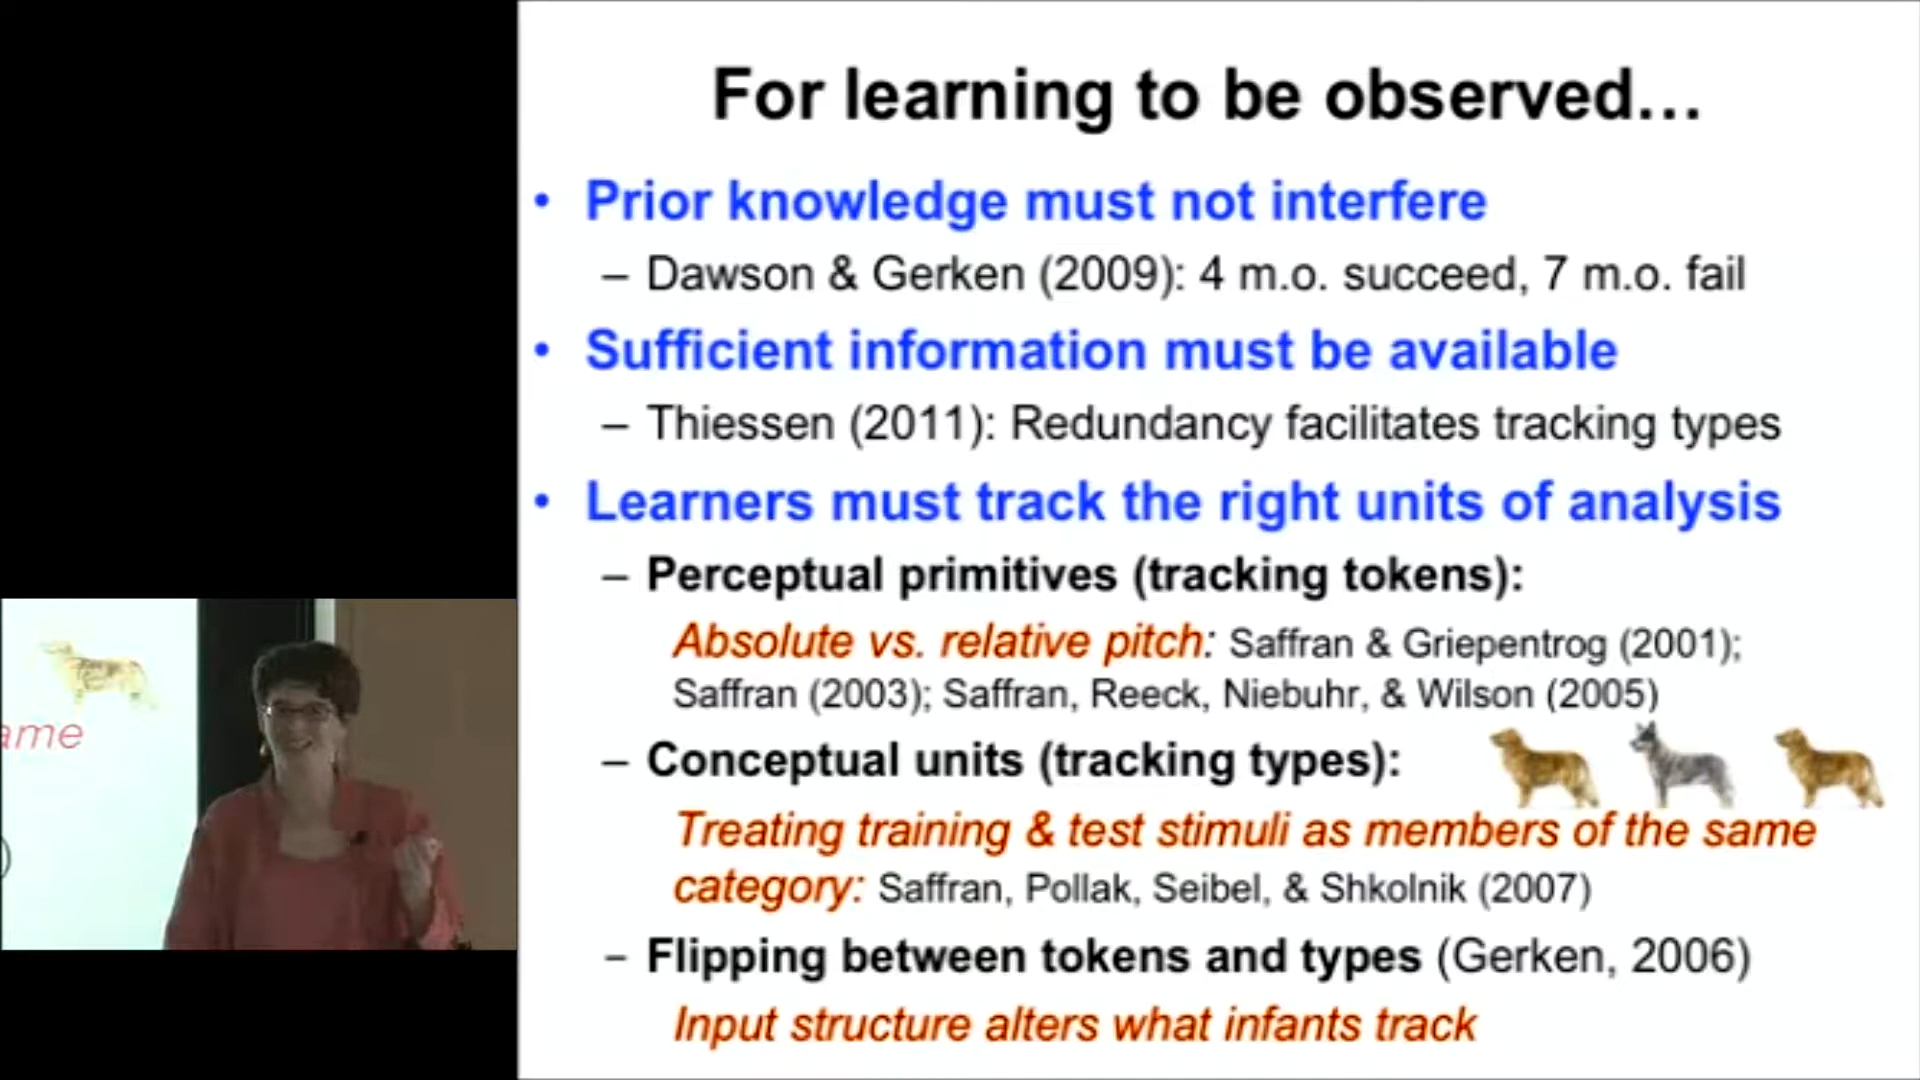 For learning to be observed…
• Prior knowledge must not interfere
– Dawson & Gerken (2009): 4 m.o. succeed, 7 m.o. fail
• Sufficient information must be available
– Thiessen (2011): Redundancy facilitates tracking types
• Learners must track the right units of analysis
– Perceptual primitives (tracking tokens):
Absolute vs. relative pitch: Saffran & Griepentrog (2001);
Saffran (2003); Saffran, Reeck, Niebuhr, & Wilson (2005)
– Conceptual units (tracking types):
Treating training & test stimuli as members of the same
category: Saffran, Pollak, Seibel, & Shkolnik (2007)
– Flipping between tokens and types (Gerken, 2006)
Input structure alters what infants track